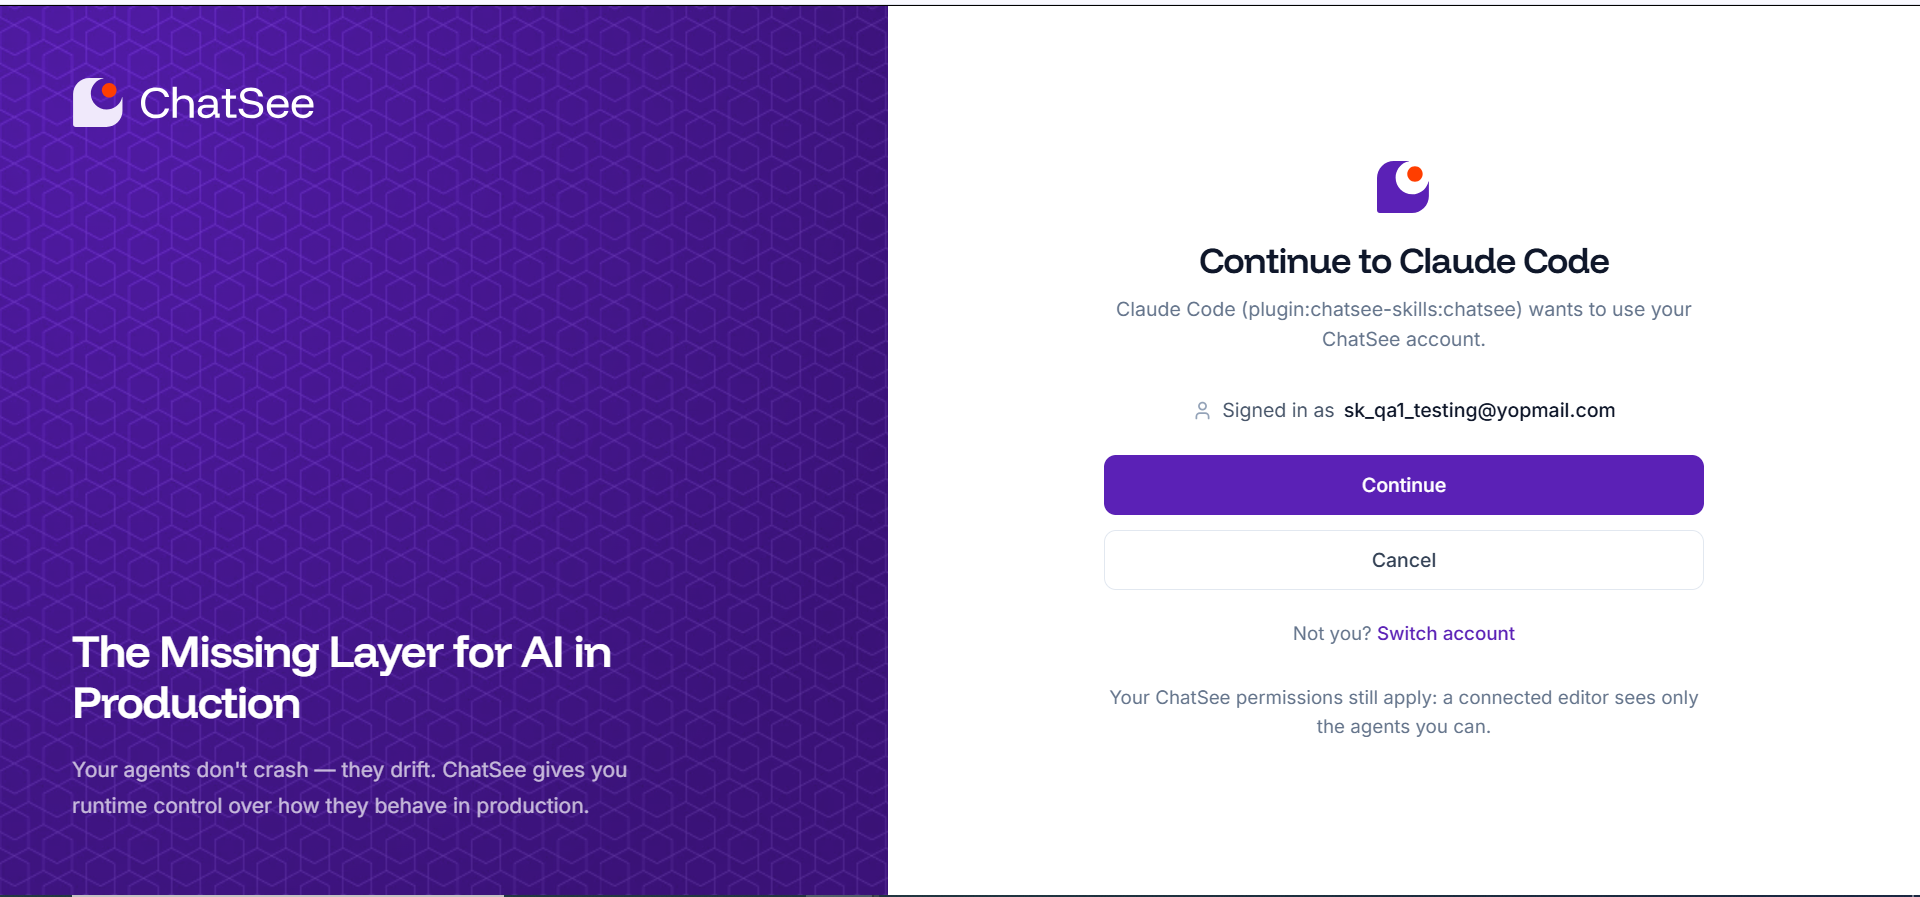 ChatSee
The Missing Layer for AI in
Production
Your agents don't crash — they drift. ChatSee gives you
runtime control over how they behave in production.
Continue to Claude Code
Claude Code (plugin:chatsee-skills:chatsee) wants to use your
ChatSee account.
Signed in as sk_qa1_testing@yopmail.com
Continue
Cancel
Not you? Switch account
Your ChatSee permissions still apply: a connected editor sees only
the agents you can.